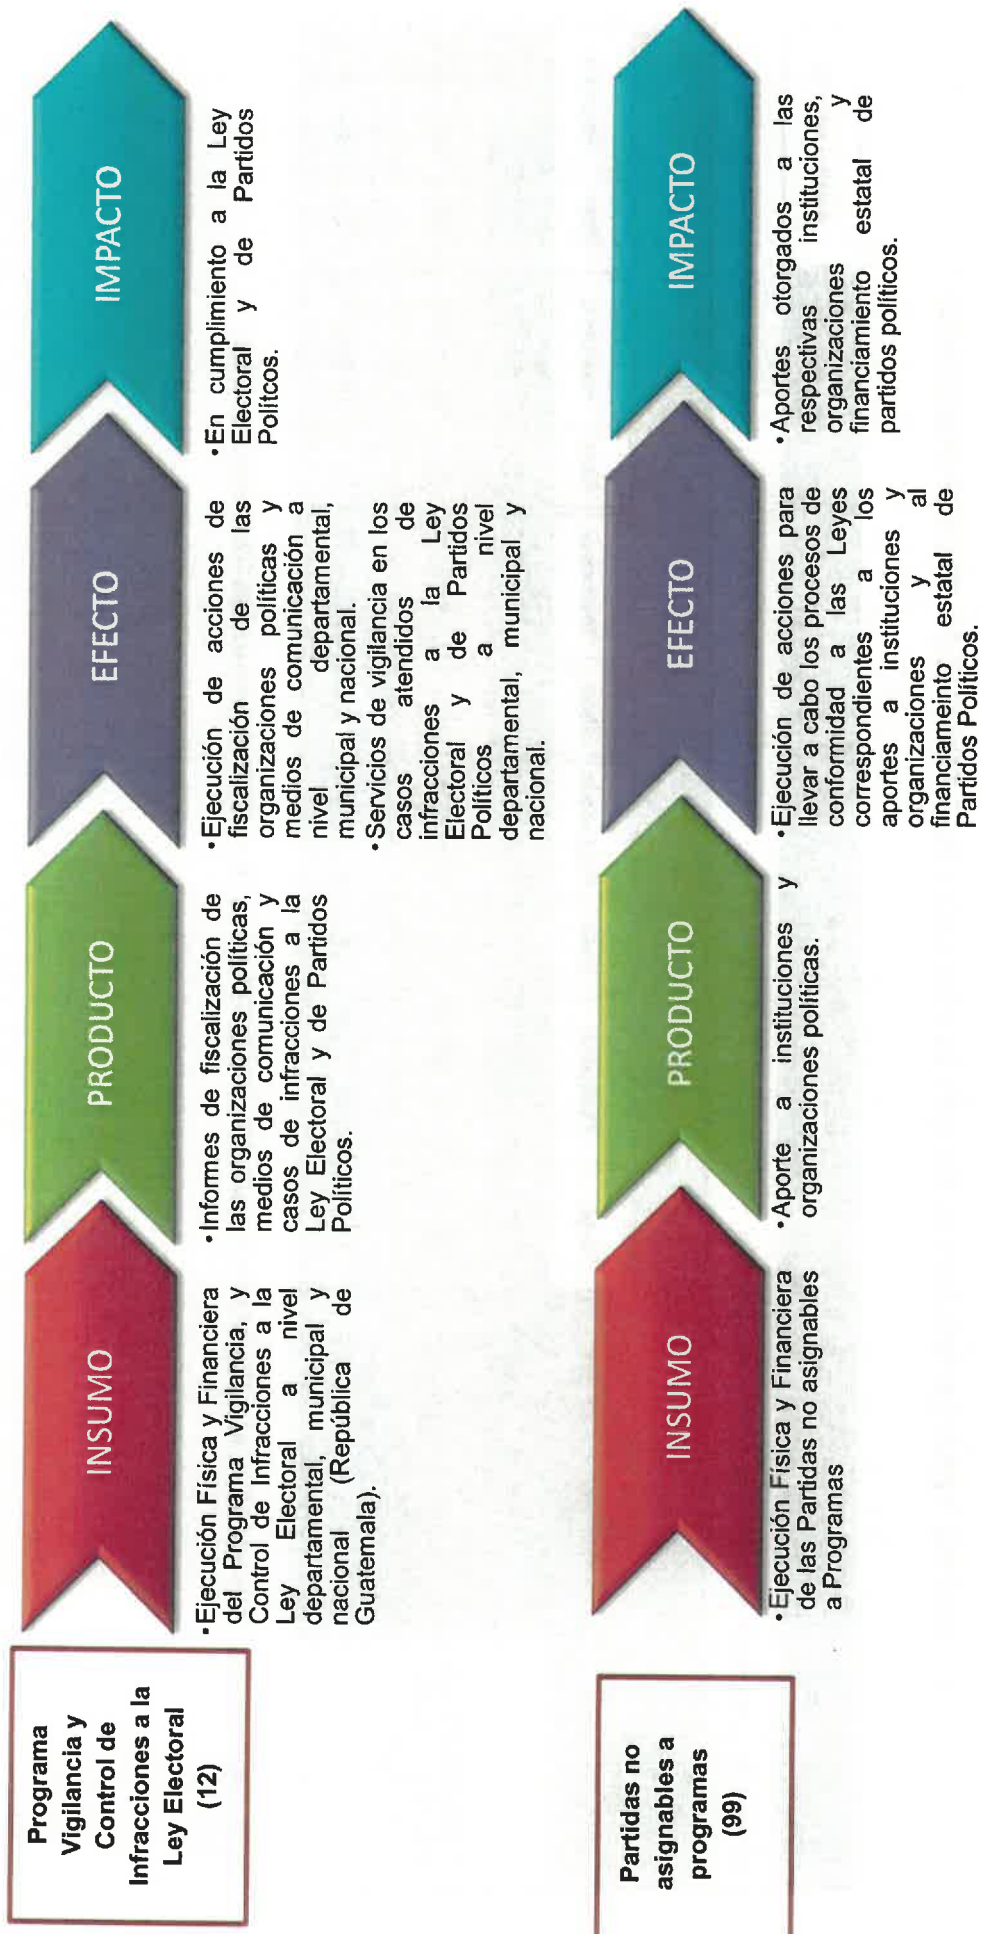 Programa
Vigilancia y
Control de
Infracciones a la
Ley Electoral
(12)
INSUMO
•Ejecución Física y Financiera
del Programa Vigilancia, y
Control de Infracciones a la
Ley Electoral a nivel
departamental, municipal y
nacional (República de
Guatemala).
PRODUCTO
•Informes de fiscalización de
las organizaciones políticas,
medios de comunicación y
casos de infracciones a la
Ley Electoral y de Partidos
Políticos.
EFECTO
•Ejecución de acciones de
fiscalización de las
organizaciones políticas y
medios de comunicación a
nivel departamental,
municipal y nacional.
•Servicios de vigilancia en los
casos atendidos de
infracciones a la Ley
Electoral y de Partidos
Políticos a nivel
departamental, municipal y
nacional.
IMPACTO
•En cumplimiento a la Ley
Electoral y de Partidos
Polítcos.
Partidas no
asignables a
programas
(99)
INSUMO
•Ejecución Física y Financiera
de las Partidas no asignables
a Programas
PRODUCTO
•Aporte a instituciones y
organizaciones políticas.
EFECTO
•Ejecución de acciones para
llevar a cabo los procesos de
conformidad a las Leyes
correspondientes a los
aportes a instituciones y
organizaciones y al
financiameinto estatal de
Partidos Políticos.
IMPACTO
•Aportes otorgados a las
respectivas instituciones,
organizaciones y
financiamiento estatal de
partidos políticos.